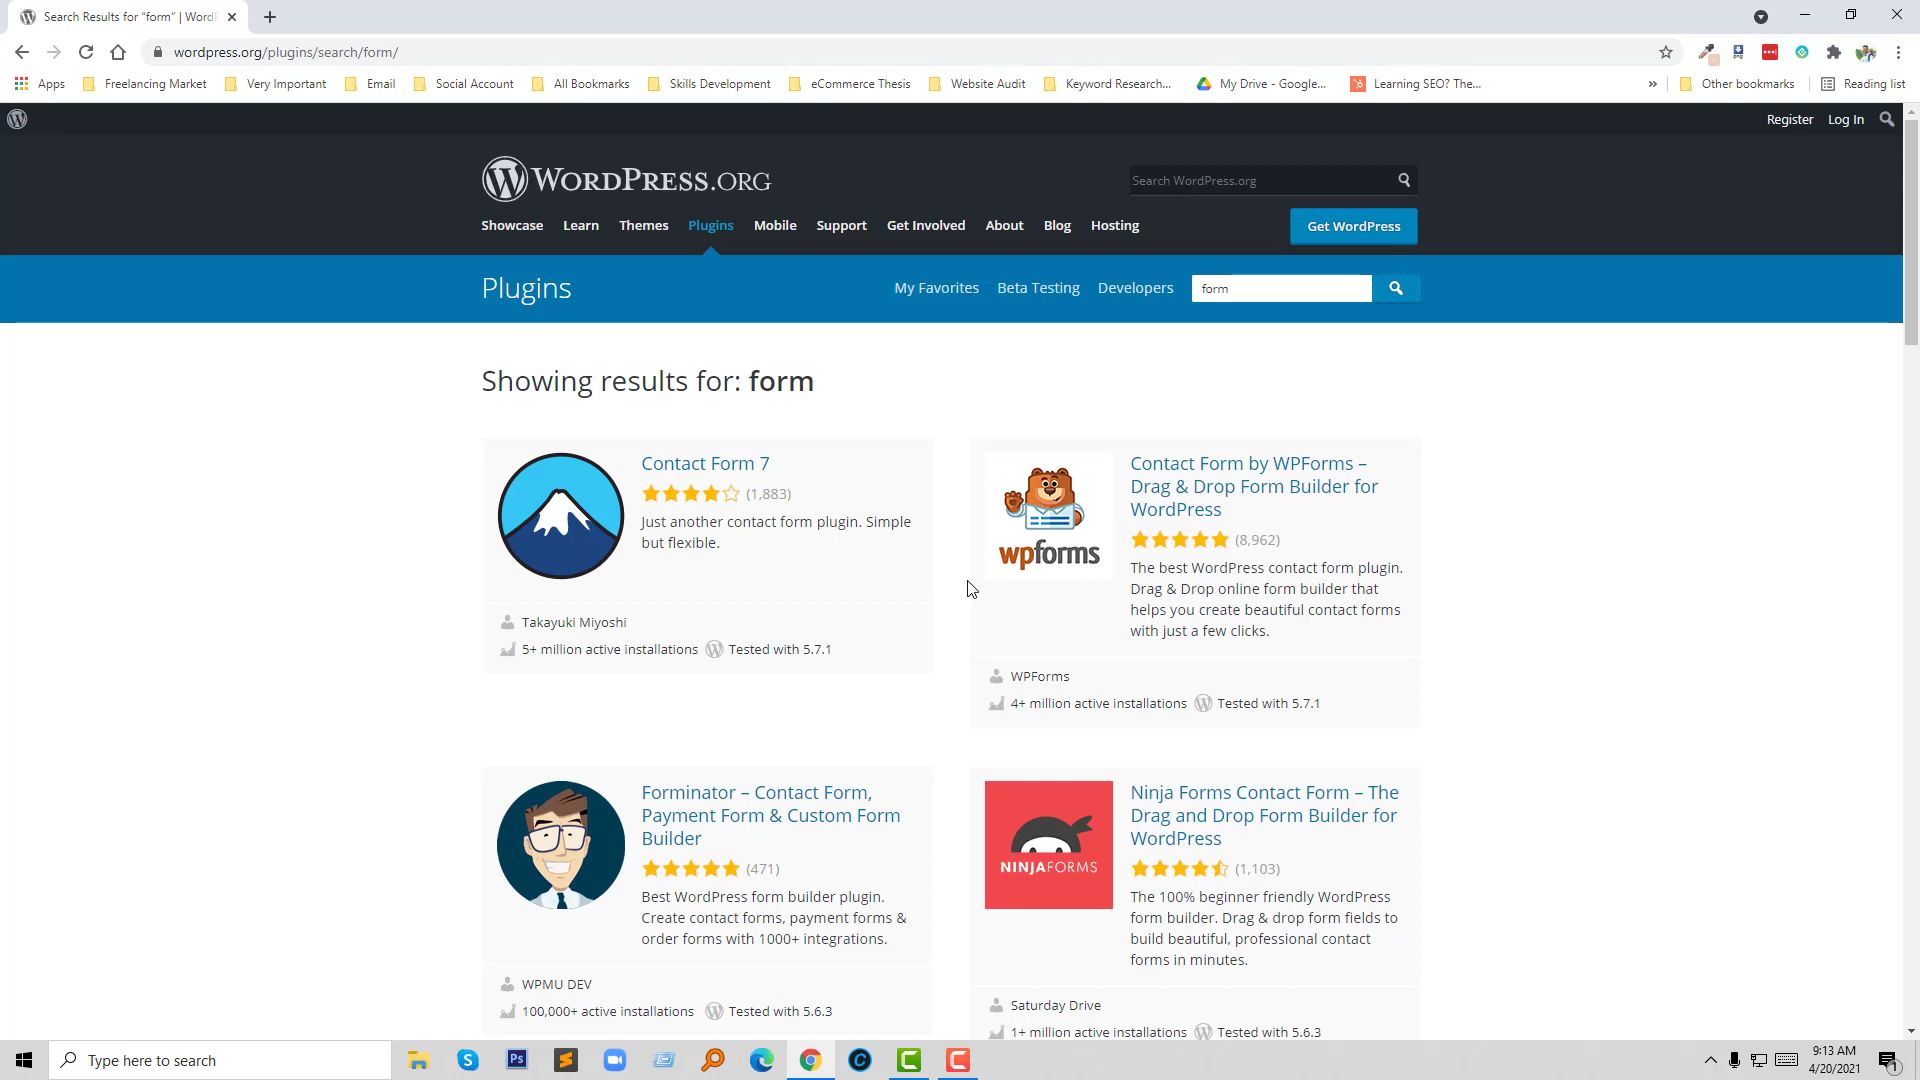 Search Results for “form” | Word
wordpress.org/plugins/search/form/
Apps Freelancing Market Very Important Email Social Account All Bookmarks Skills Development eCommerce Thesis Website Audit Keyword Research... My Drive - Google... Learning SEO? The... » Other bookmarks Reading list
Register Log In
WORDPRESS.ORG
Search WordPress.org
Showcase Learn Themes Plugins Mobile Support Get Involved About Blog Hosting
Get WordPress
Plugins
My Favorites Beta Testing Developers
form
Showing results for: form
Contact Form 7
(1,883)
Just another contact form plugin. Simple
but flexible.
Takayuki Miyoshi
5+ million active installations Tested with 5.7.1
wpforms
Contact Form by WPForms –
Drag & Drop Form Builder for
WordPress
(8,962)
The best WordPress contact form plugin.
Drag & Drop online form builder that
helps you create beautiful contact forms
with just a few clicks.
WPForms
4+ million active installations Tested with 5.7.1
Forminator – Contact Form,
Payment Form & Custom Form
Builder
(471)
Best WordPress form builder plugin.
Create contact forms, payment forms &
order forms with 1000+ integrations.
WPMU DEV
100,000+ active installations Tested with 5.6.3
NINJAFORMS
Ninja Forms Contact Form – The
Drag and Drop Form Builder for
WordPress
(1,103)
The 100% beginner friendly WordPress
form builder. Drag & drop form fields to
build beautiful, professional contact
forms in minutes.
Saturday Drive
1+ million active installations Tested with 5.6.3
Type here to search
Ps
9:13 AM
4/20/2021
1